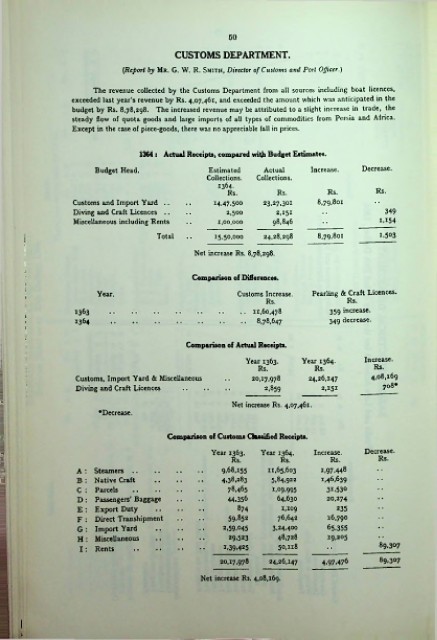 50
CUSTOMS DEPARTMENT.
(Report by MR. G. W. R. SMITH, Director of Customs and Port Officer.)
The revenue collected by the Customs Department from all sources including boat licences,
exceeded last year's revenue by Rs. 4,07,461, and exceeded the amount which was anticipated in the
budget by Rs. 8,78,298. The increased revenue may be attributed to a slight increase in trade, the
steady flow of quota goods and large imports of all types of commodities from Persia and Africa.
Except in the case of piece-goods, there was no appreciable fall in prices.
1364 : Actual Receipts, compared with Budget Estimates.
Budget Head. Estimated Actual Increase. Decrease.
Collections. Collections.
1364.
Rs. Rs. Rs. Rs.
Customs and Import Yard .. .. 14,47,500 23,27,301 8,79,801 ..
Diving and Craft Licences .. .. 2,500 2,151 .. 349
Miscellaneous including Rents .. 1,00,000 98,846 .. 1,154
Total .. 15,50,000 24,28,298 8,79,801 1,503
Net increase Rs. 8,78,298.
Comparison of Differences.
Year. Customs Increase. Pearling & Craft Licences.
Rs. Rs.
1363 .. .. .. .. .. .. .. 11,60,478 359 increase.
1364 .. .. .. .. .. .. .. 8,78,647 349 decrease.
Comparison of Actual Receipts.
Year 1363. Year 1364. Increase.
Rs. Rs. Rs.
Customs, Import Yard & Miscellaneous .. 20,17,978 24,26,147 4,08,169
Diving and Craft Licences .. .. .. 2,859 2,151 708*
Net increase Rs. 4,07,461.
*Decrease.
Comparison of Customs Classified Receipts.
Year 1363. Year 1364. Increase. Decrease.
Rs. Rs. Rs. Rs.
A : Steamers .. .. .. .. 9,68,155 11,65,603 1,97,448 ..
B : Native Craft .. .. .. 4,38,283 5,84,922 1,46,639 ..
C : Parcels .. .. .. .. 78,465 1,09,995 31,530 ..
D : Passengers' Baggage .. .. 44,356 64,630 20,274 ..
E : Export Duty .. .. .. 874 1,109 235 ..
F : Direct Transhipment .. .. 59,852 76,642 16,790 ..
G : Import Yard .. .. .. 2,59,045 3,24,400 65,355 ..
H : Miscellaneous .. .. .. 29,523 48,728 19,205 ..
I : Rents .. .. .. .. 1,39,425 50,118 .. 89,307
20,17,978 24,26,147 4,97,476 89,307
Net increase Rs. 4,08,169.